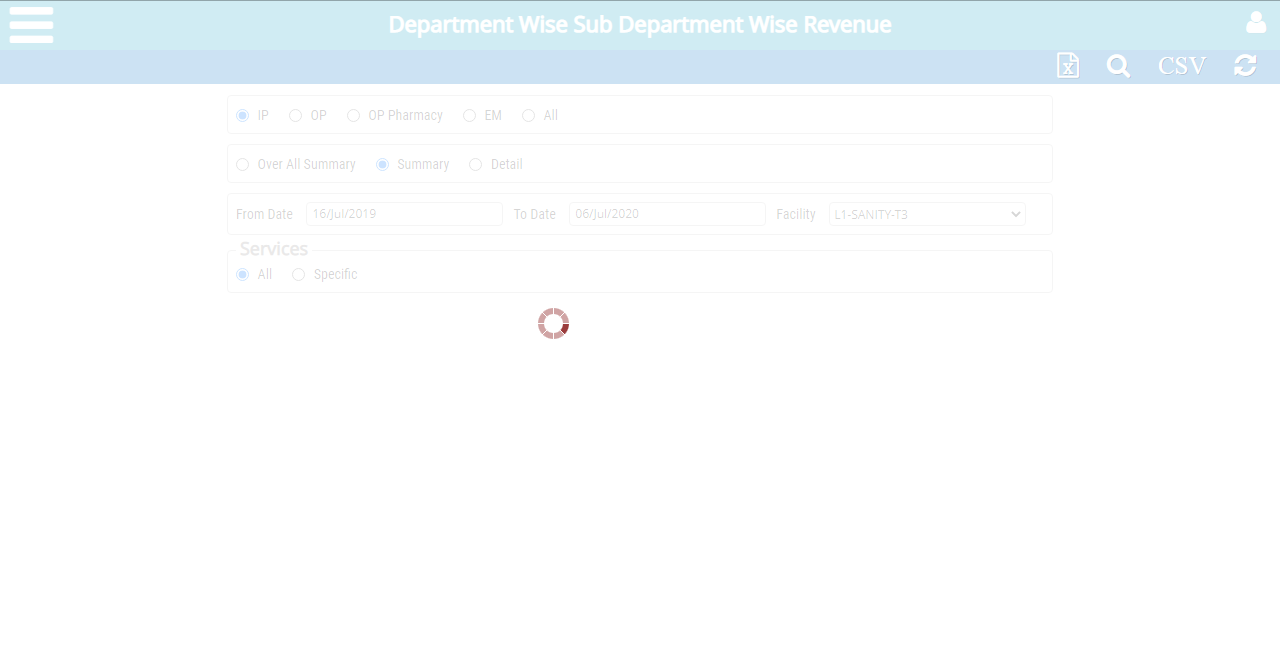 Department Wise Sub Department Wise Revenue
CSV
IP OP OP Pharmacy EM All
Over All Summary Summary Detail
From Date 16/Jul/2019 To Date 06/Jul/2020 Facility L1-SANITY-T3
Services
All Specific